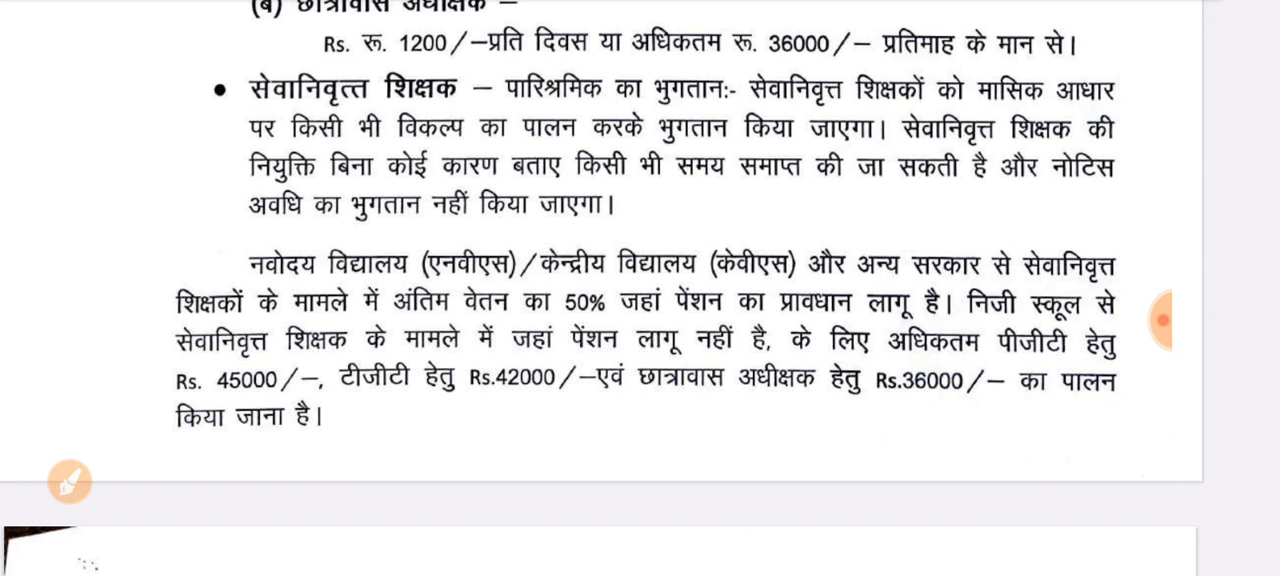 (ब) छात्रावास अधीक्षक –
Rs. रू. 1200/–प्रति दिवस या अधिकतम रू. 36000/– प्रतिमाह के मान से।
• सेवानिवृत्त शिक्षक – पारिश्रमिक का भुगतानः- सेवानिवृत्त शिक्षकों को मासिक आधार
पर किसी भी विकल्प का पालन करके भुगतान किया जाएगा। सेवानिवृत्त शिक्षक की
नियुक्ति बिना कोई कारण बताए किसी भी समय समाप्त की जा सकती है और नोटिस
अवधि का भुगतान नहीं किया जाएगा।
नवोदय विद्यालय (एनवीएस)/केन्द्रीय विद्यालय (केवीएस) और अन्य सरकार से सेवानिवृत्त
शिक्षकों के मामले में अंतिम वेतन का 50% जहां पेंशन का प्रावधान लागू है। निजी स्कूल से
सेवानिवृत्त शिक्षक के मामले में जहां पेंशन लागू नहीं है, के लिए अधिकतम पीजीटी हेतु
Rs. 45000/–, टीजीटी हेतु Rs.42000/–एवं छात्रावास अधीक्षक हेतु Rs.36000/– का पालन
किया जाना है।